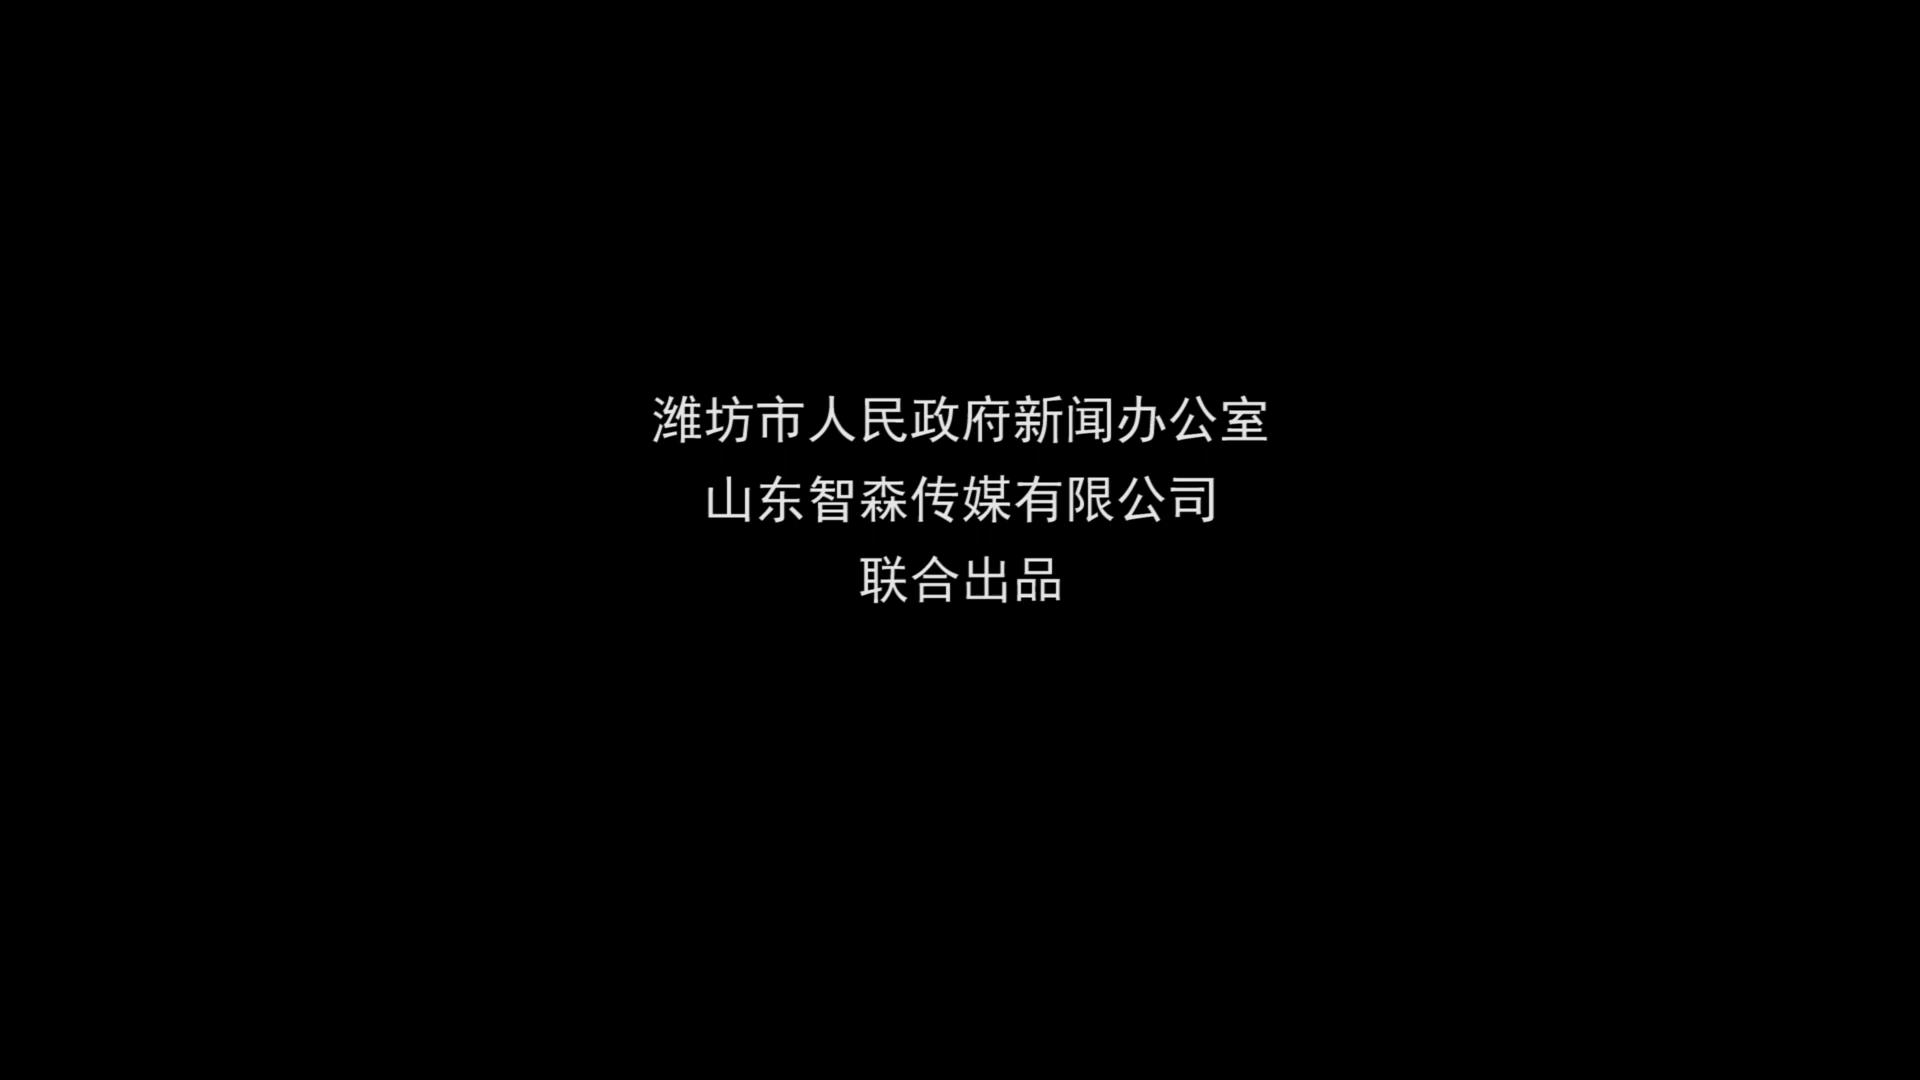 潍坊市人民政府新闻办公室
山东智森传媒有限公司
联合出品